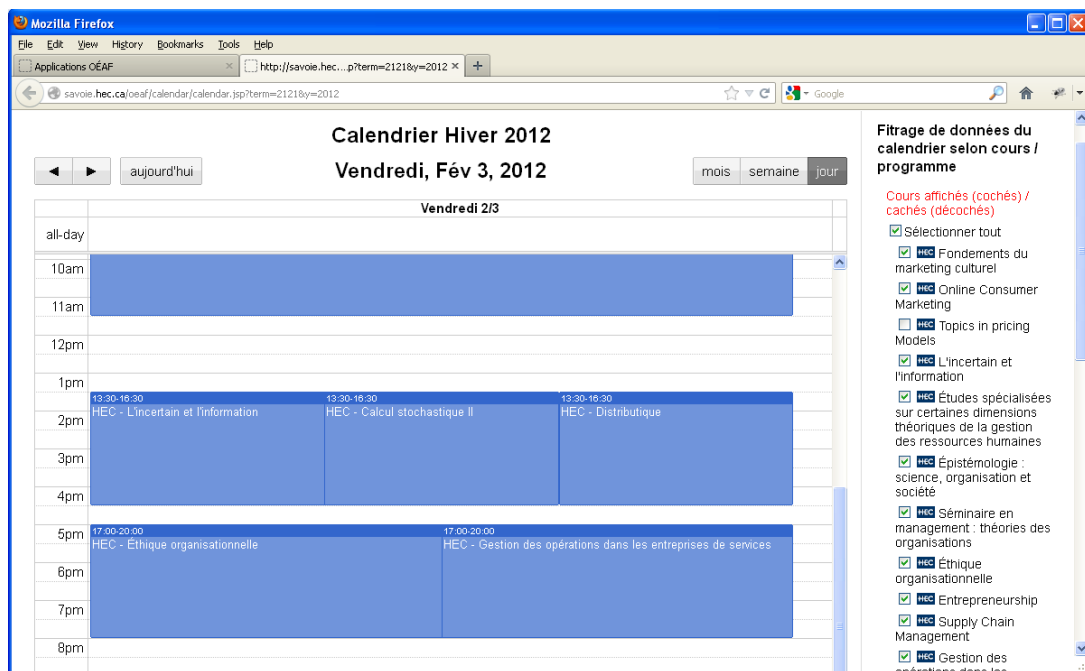 Mozilla Firefox
File Edit View History Bookmarks Tools Help
Applications OÉAF
http://savoie.hec....p?term=2121&y=2012
savoie.hec.ca/oeaf/calendar/calendar.jsp?term=2121&y=2012
Google
Calendrier Hiver 2012
aujourd'hui
Vendredi, Fév 3, 2012
mois semaine jour
Vendredi 2/3
all-day
10am
11am
12pm
1pm
13:30-16:30
HEC - L'incertain et l'information
13:30-16:30
HEC - Calcul stochastique II
13:30-16:30
HEC - Distributique
2pm
3pm
4pm
5pm
17:00-20:00
HEC - Éthique organisationnelle
17:00-20:00
HEC - Gestion des opérations dans les entreprises de services
6pm
7pm
8pm
Fitrage de données du
calendrier selon cours /
programme
Cours affichés (cochés) /
cachés (décochés)
Sélectionner tout
HEC Fondements du
marketing culturel
HEC Online Consumer
Marketing
HEC Topics in pricing
Models
HEC L'incertain et
l'information
HEC Études spécialisées
sur certaines dimensions
théoriques de la gestion
des ressources humaines
HEC Épistémologie :
science, organisation et
société
HEC Séminaire en
management : théories des
organisations
HEC Éthique
organisationnelle
HEC Entrepreneurship
HEC Supply Chain
Management
HEC Gestion des
opérations dans les